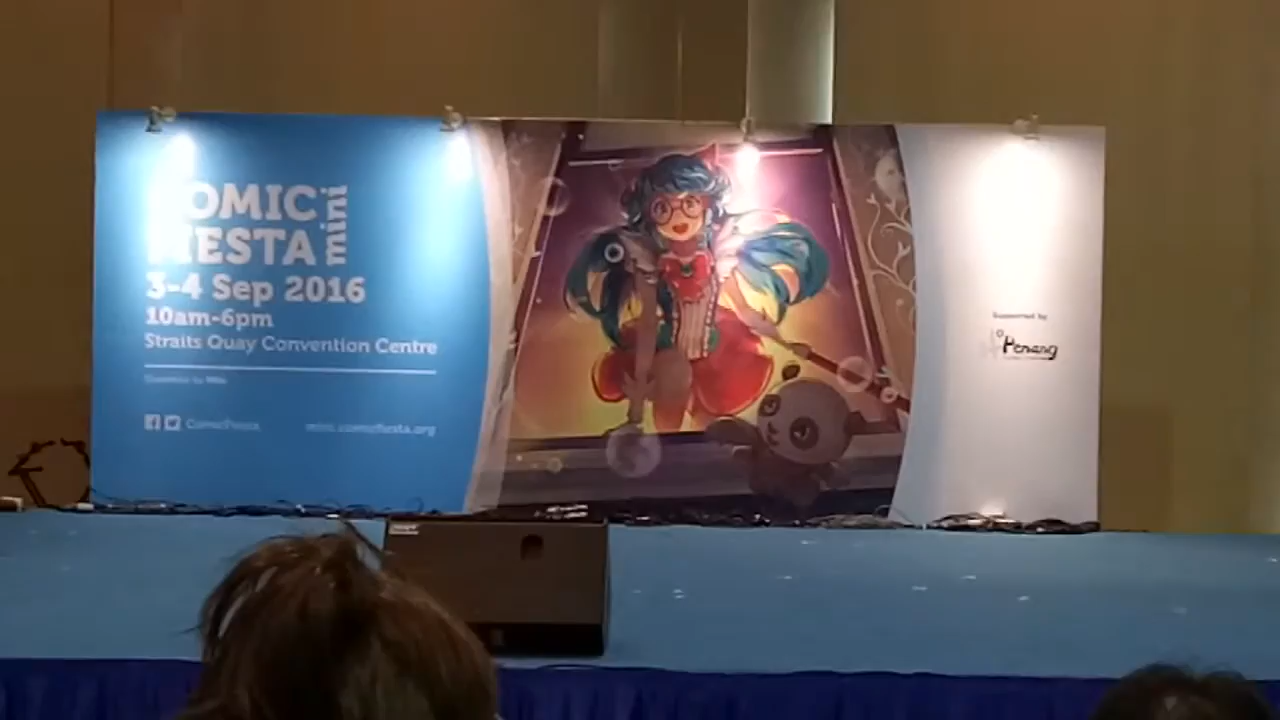 COMIC
FIESTA
mini
3-4 Sep 2016
10am-6pm
Straits Quay Convention Centre
ComicFiesta
mini.comicfiesta.org
Supported by
Penang